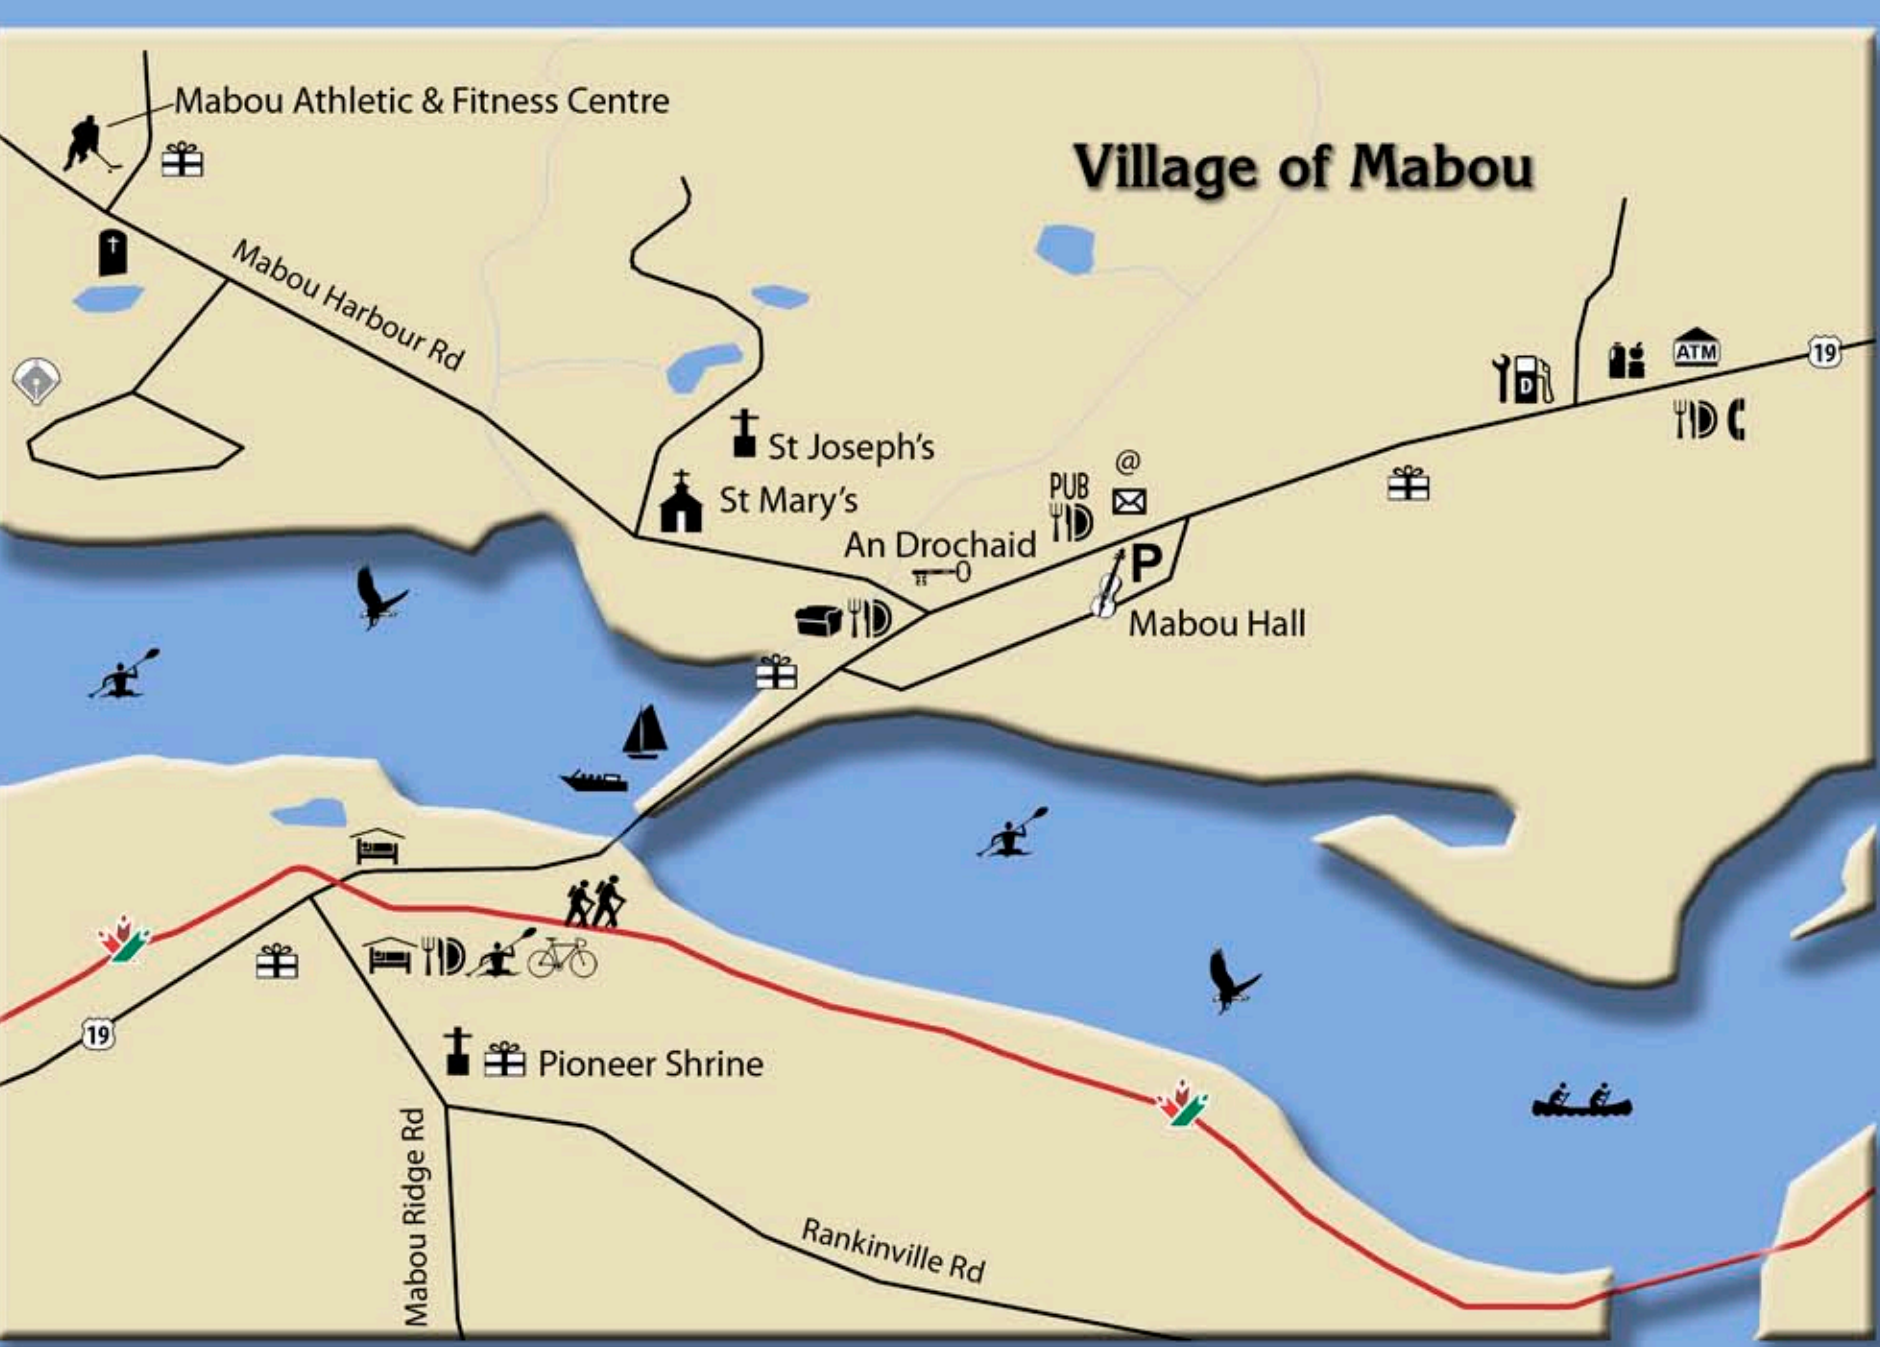 Mabou Athletic & Fitness Centre
Village of Mabou
Mabou Harbour Rd
ATM
19
D
St Joseph's
St Mary's
@
PUB
An Drochaid
P
Mabou Hall
19
Pioneer Shrine
Mabou Ridge Rd
Rankinville Rd